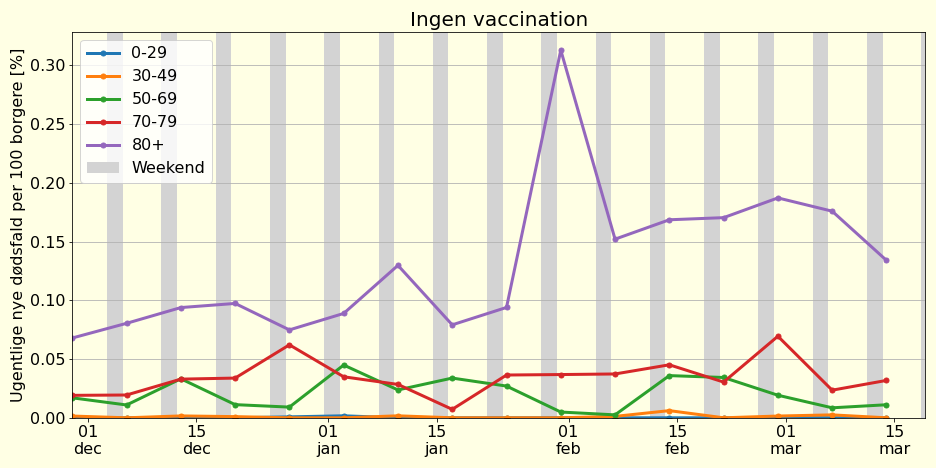 Ingen vaccination
Ugentlige nye dødsfald per 100 borgere [%]
0.30
0.25
0.20
0.15
0.10
0.05
0.00
0-29
30-49
50-69
70-79
80+
Weekend
01 15 01 15 01 15 01 15
dec dec jan jan feb feb mar mar